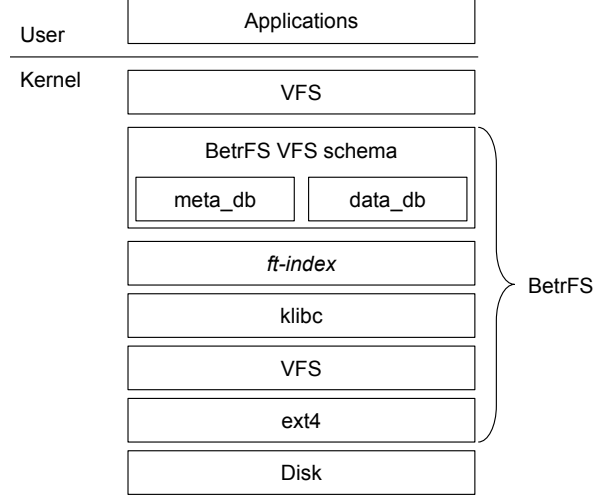 Applications
User
Kernel
VFS
BetrFS VFS schema
meta_db data_db
ft-index
BetrFS
klibc
VFS
ext4
Disk